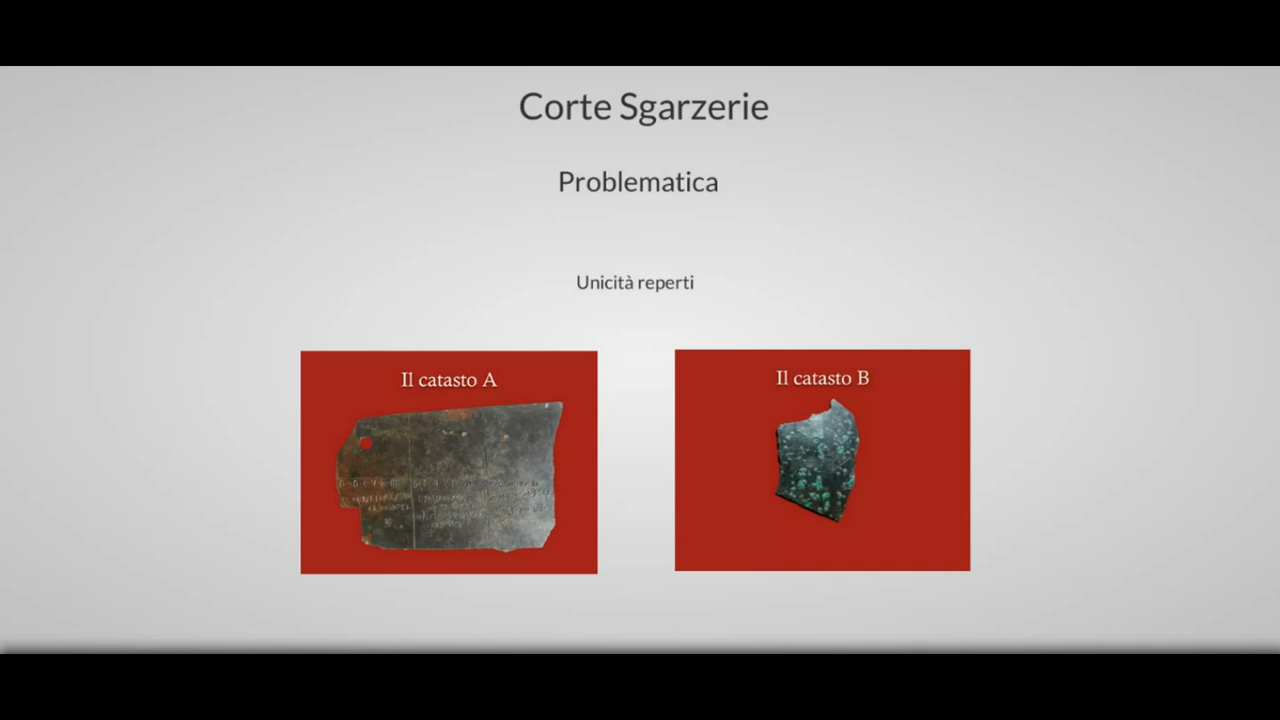 Corte Sgarzerie
Problematica
Unicità reperti
Il catasto A
Il catasto B